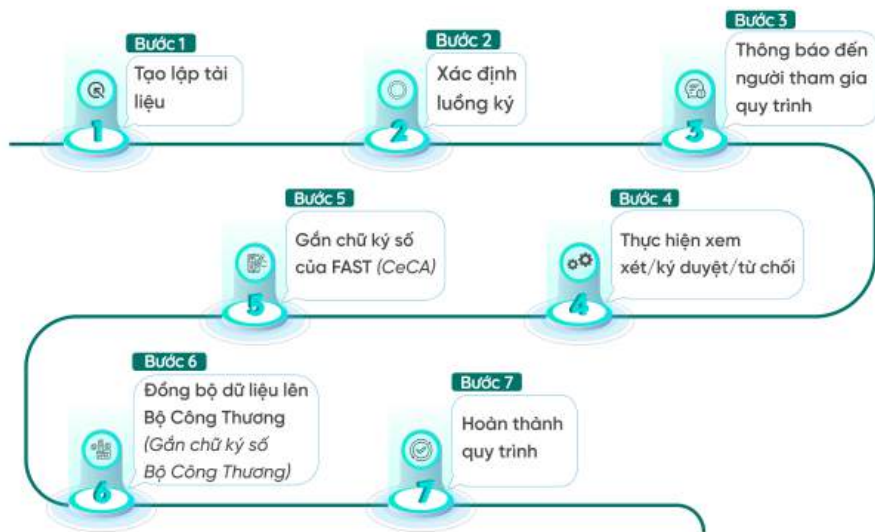 Bước 1
Tạo lập tài
liệu
1
Bước 2
Xác định
luồng ký
2
Bước 3
Thông báo đến
người tham gia
quy trình
3
Bước 4
Thực hiện xem
xét/ký duyệt/từ chối
4
Bước 5
Gắn chữ ký số
của FAST (CeCA)
5
Bước 6
Đồng bộ dữ liệu lên
Bộ Công Thương
(Gắn chữ ký số
Bộ Công Thương)
6
Bước 7
Hoàn thành
quy trình
7